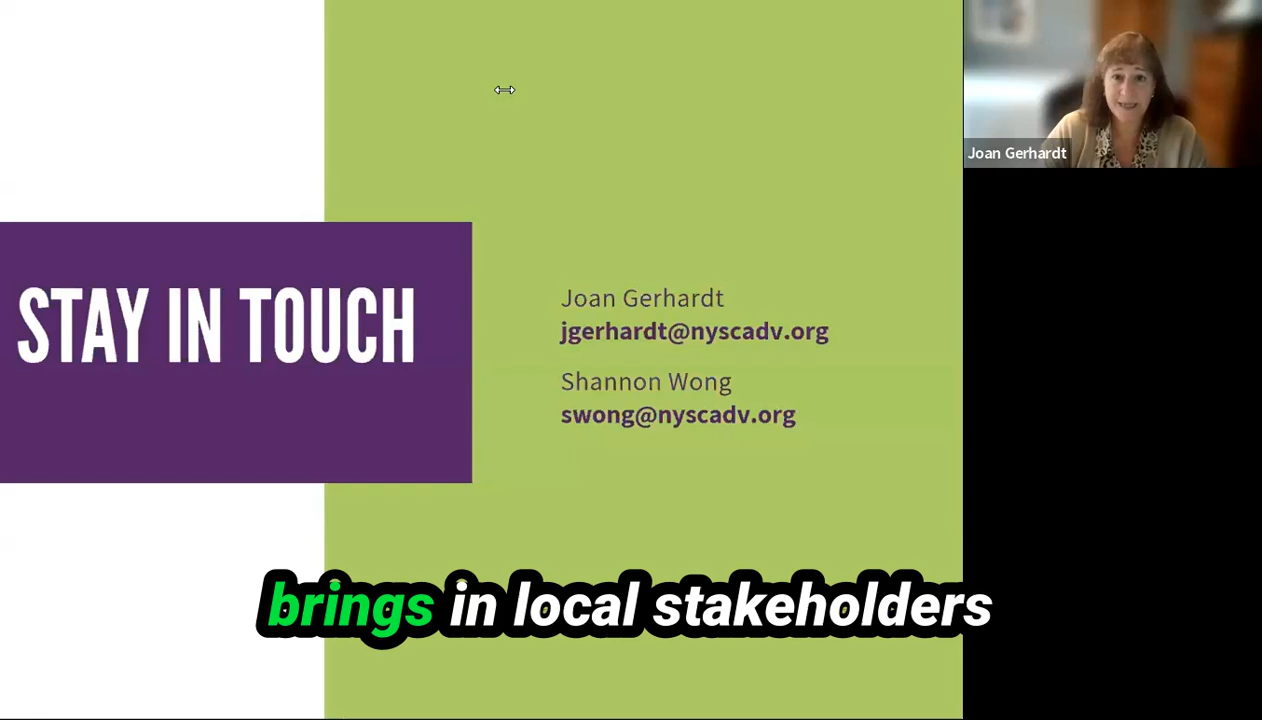 Joan Gerhardt
STAY IN TOUCH
Joan Gerhardt
jgerhardt@nyscadv.org
Shannon Wong
swong@nyscadv.org
brings in local stakeholders